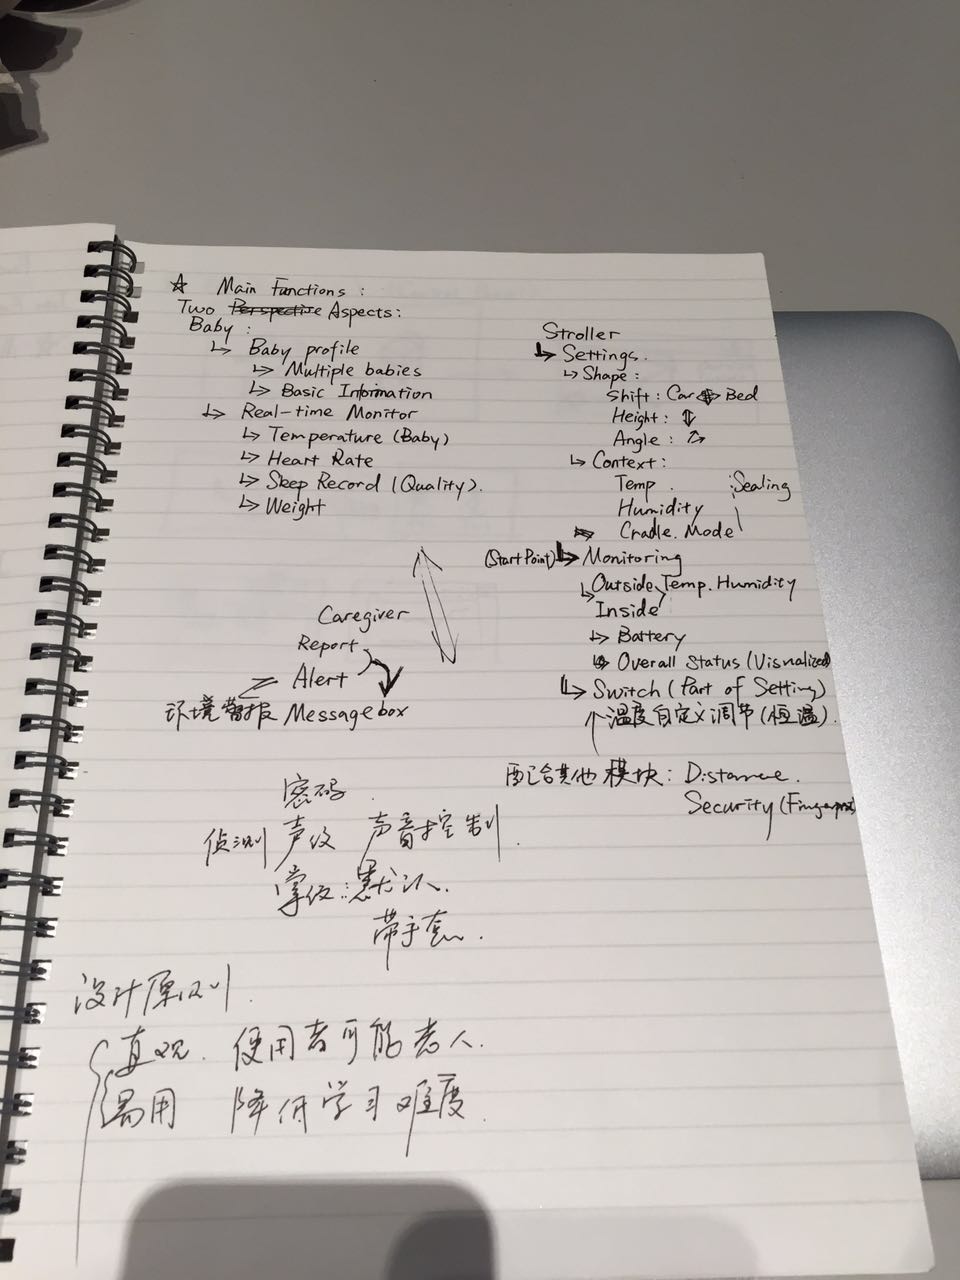 ☆ Main Functions:
Two Perspective Aspects:
Baby:
↳ Baby profile
↳ Multiple babies
↳ Basic Information
↳ Real-time Monitor
↳ Temperature (Baby)
↳ Heart Rate
↳ Sleep Record (Quality).
↳ Weight
Stroller
↳ Settings.
↳ Shape:
Shift: Car ↔ Bed
Height: ↕
Angle:
↳ Context:
Temp. : Sealing
Humidity
Cradle Mode
(Start Point) ↳ Monitoring
↳ Outside, Temp. Humidity
Inside
↳ Battery
↳ Overall Status (Visualized)
↳ Switch (Part of Setting)
↑ 温度自定义调节 (恒温).
配合其他模块: Distance.
Security (Fingerprint)
Caregiver
Report
Alert
环境警报 Message box
密码.
侦测 声纹 声音控制.
掌纹: 默认.
带手套.
设计原则.
直观. 使用者可能老人.
易用 降低学习难度.